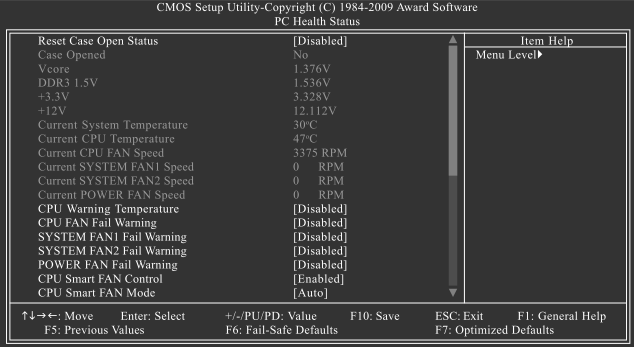 CMOS Setup Utility-Copyright (C) 1984-2009 Award Software
PC Health Status
Reset Case Open Status [Disabled] Item Help
Case Opened No Menu Level
Vcore 1.376V
DDR3 1.5V 1.536V
+3.3V 3.328V
+12V 12.112V
Current System Temperature 30°C
Current CPU Temperature 47°C
Current CPU FAN Speed 3375 RPM
Current SYSTEM FAN1 Speed 0 RPM
Current SYSTEM FAN2 Speed 0 RPM
Current POWER FAN Speed 0 RPM
CPU Warning Temperature [Disabled]
CPU FAN Fail Warning [Disabled]
SYSTEM FAN1 Fail Warning [Disabled]
SYSTEM FAN2 Fail Warning [Disabled]
POWER FAN Fail Warning [Disabled]
CPU Smart FAN Control [Enabled]
CPU Smart FAN Mode [Auto]
↑↓→←: Move Enter: Select +/-/PU/PD: Value F10: Save ESC: Exit F1: General Help
F5: Previous Values F6: Fail-Safe Defaults F7: Optimized Defaults